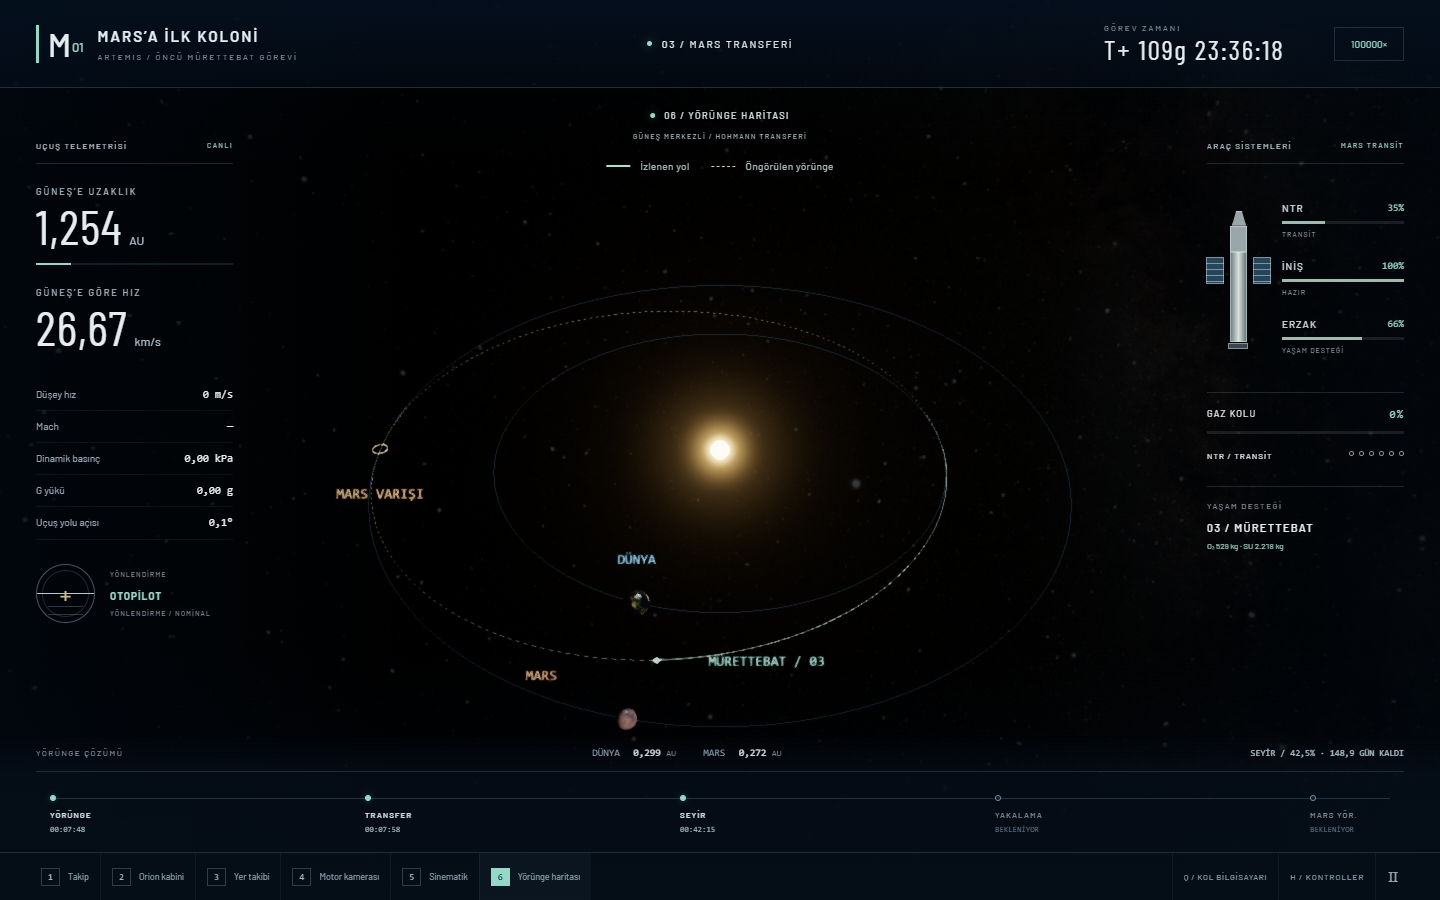 M01
MARS'A İLK KOLONİ
ARTEMIS / ÖNCÜ MÜRETTEBAT GÖREVİ
03 / MARS TRANSFERİ
GÖREV ZAMANI
T+ 109g 23:36:18
100000×
06 / YÖRÜNGE HARİTASI
GÜNEŞ MERKEZLİ / HOHMANN TRANSFERİ
İzlenen yol
Öngörülen yörünge
UÇUŞ TELEMETRİSİ
CANLI
GÜNEŞ'E UZAKLIK
1,254 AU
GÜNEŞ'E GÖRE HIZ
26,67 km/s
Düşey hız 0 m/s
Mach —
Dinamik basınç 0,00 kPa
G yükü 0,00 g
Uçuş yolu açısı 0,1°
YÖNLENDİRME
OTOPİLOT
YÖNLENDİRME / NOMİNAL
MARS VARIŞI
DÜNYA
MÜRETTEBAT / 03
MARS
ARAÇ SİSTEMLERİ
MARS TRANSİT
NTR 35%
TRANSİT
İNİŞ 100%
HAZIR
ERZAK 66%
YAŞAM DESTEĞİ
GAZ KOLU 0%
NTR / TRANSİT
YAŞAM DESTEĞİ
03 / MÜRETTEBAT
O₂ 529 kg · SU 2.218 kg
YÖRÜNGE ÇÖZÜMÜ
DÜNYA 0,299 AU MARS 0,272 AU
SEYİR / 42,5% · 148,9 GÜN KALDI
YÖRÜNGE
00:07:48
TRANSFER
00:07:58
SEYİR
00:42:15
YAKALAMA
BEKLENİYOR
MARS YÖR.
BEKLENİYOR
1 Takip
2 Orion kabini
3 Yer takibi
4 Motor kamerası
5 Sinematik
6 Yörünge haritası
Q / KOL BİLGİSAYARI
H / KONTROLLER